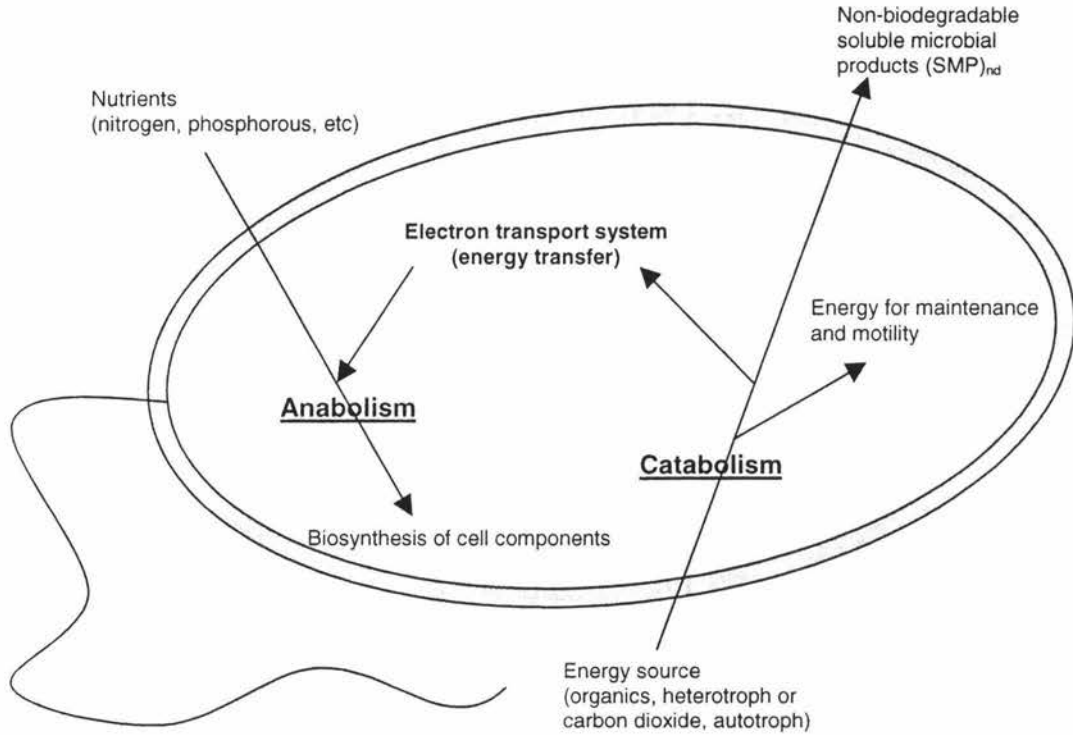 Non-biodegradable
soluble microbial
products (SMP)nd
Nutrients
(nitrogen, phosphorous, etc)
Electron transport system
(energy transfer)
Energy for maintenance
and motility
Anabolism
Catabolism
Biosynthesis of cell components
Energy source
(organics, heterotroph or
carbon dioxide, autotroph)